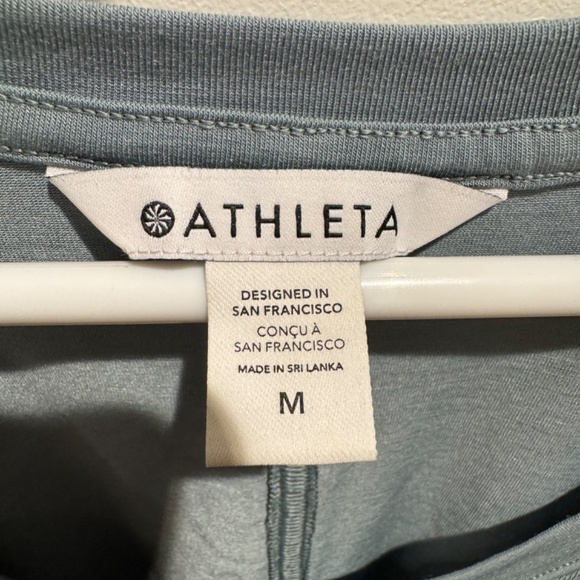 ATHLETA
DESIGNED IN
SAN FRANCISCO
CONÇU À
SAN FRANCISCO
MADE IN SRI LANKA
M